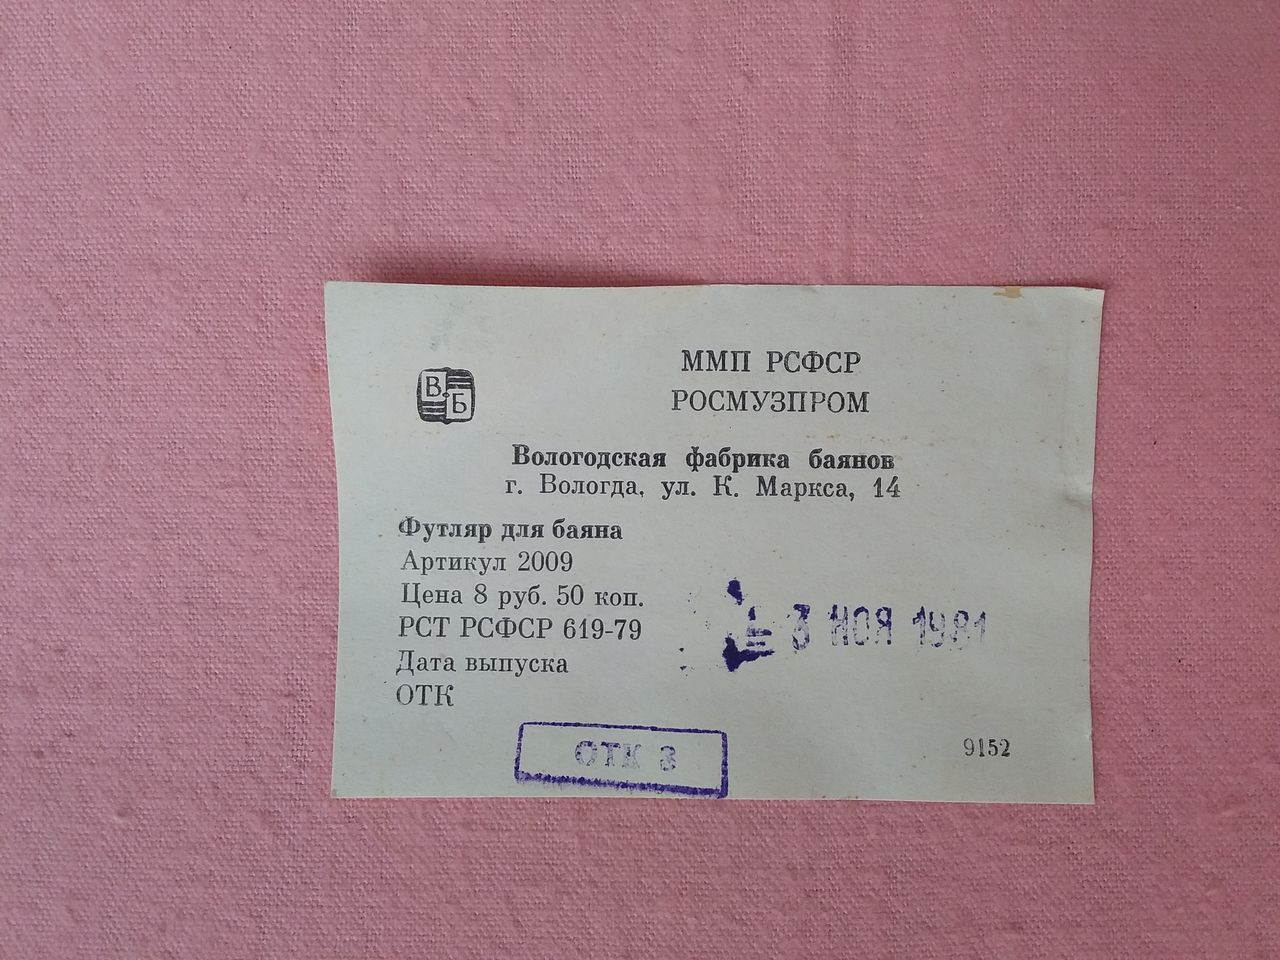 ММП РСФСР
РОСМУЗПРОМ
В Б
Вологодская фабрика баянов
г. Вологда, ул. К. Маркса, 14
Футляр для баяна
Артикул 2009
Цена 8 руб. 50 коп.
РСТ РСФСР 619-79
Дата выпуска
3 НОЯ 1981
ОТК
ОТК 3
9152